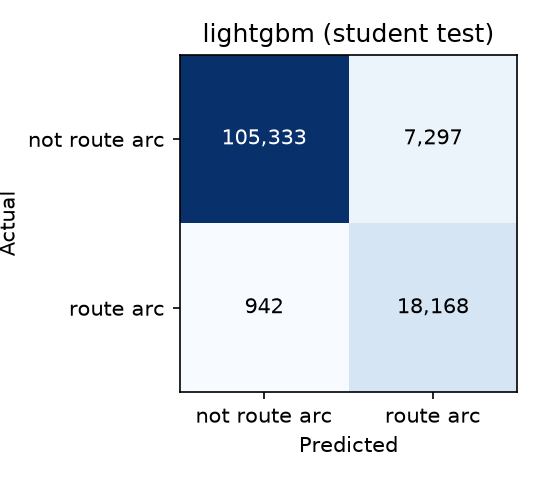 lightgbm (student test)
Actual
not route arc
105,333
7,297
route arc
942
18,168
not route arc
route arc
Predicted